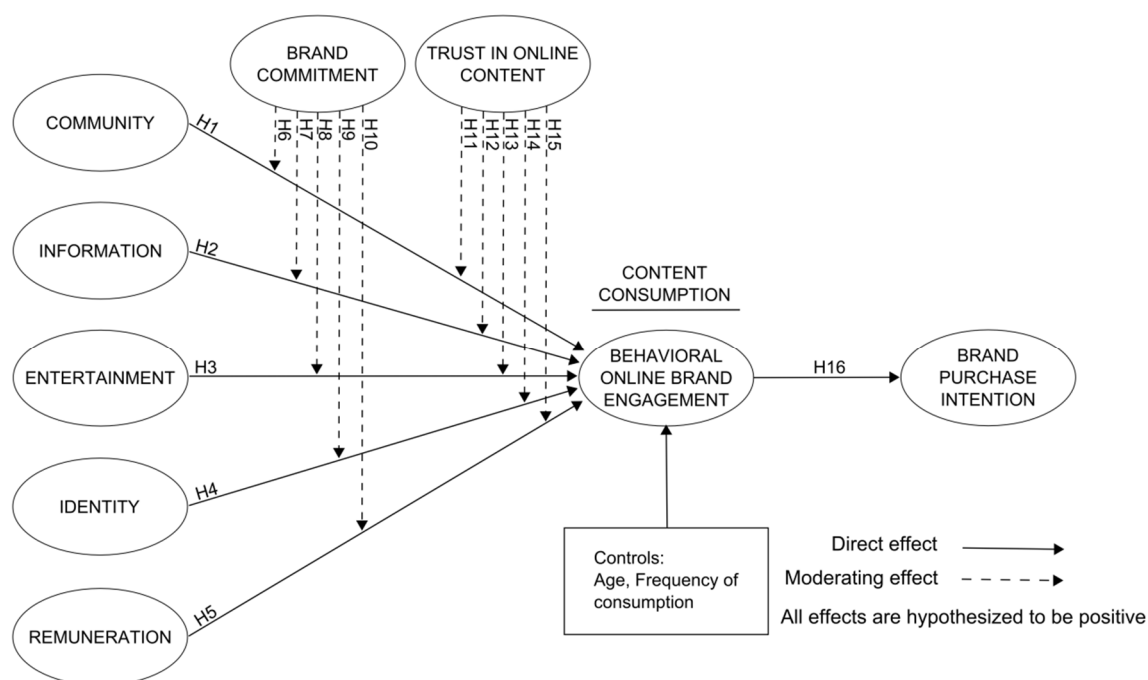 BRAND
COMMITMENT
TRUST IN ONLINE
CONTENT
COMMUNITY
H1
H6
H7
H8
H9
H10
H11
H12
H13
H14
H15
INFORMATION
H2
CONTENT
CONSUMPTION
ENTERTAINMENT
H3
BEHAVIORAL
ONLINE BRAND
ENGAGEMENT
H16
BRAND
PURCHASE
INTENTION
IDENTITY
H4
REMUNERATION
H5
Controls:
Age, Frequency of
consumption
Direct effect
Moderating effect
All effects are hypothesized to be positive